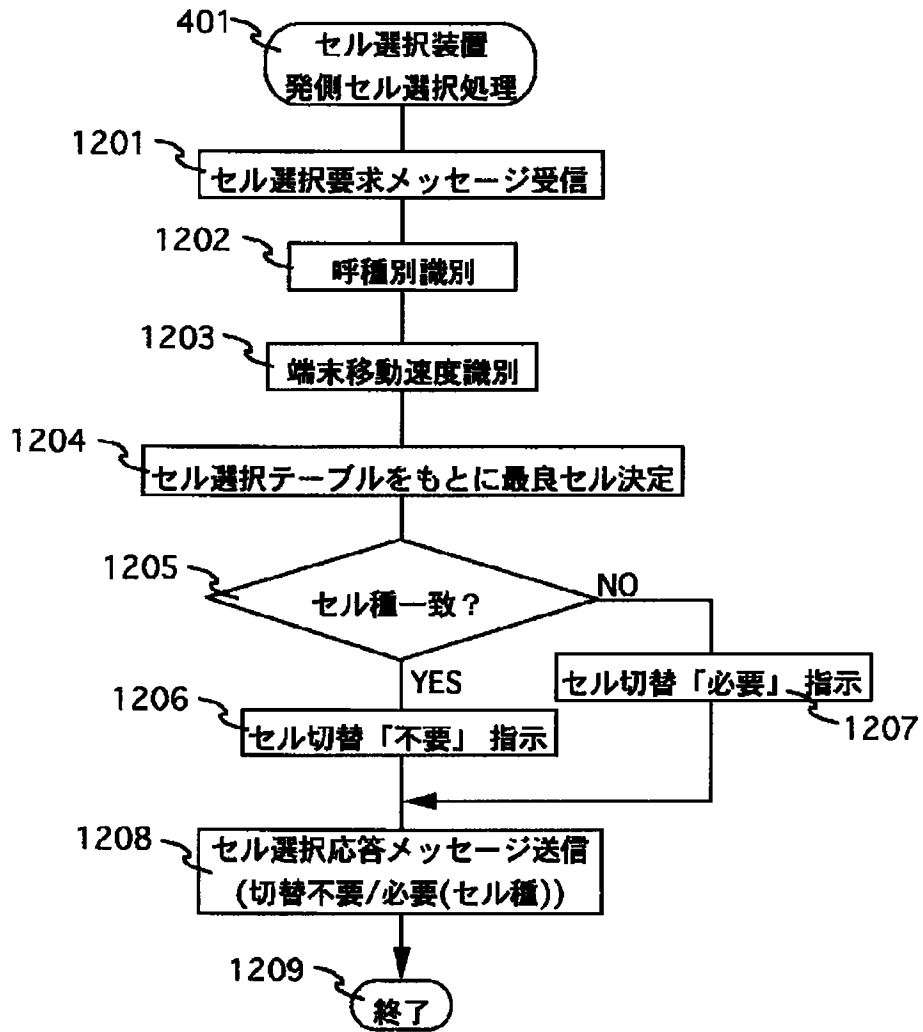 401
セル選択装置
発側セル選択処理
1201
セル選択要求メッセージ受信
1202
呼種別識別
1203
端末移動速度識別
1204
セル選択テーブルをもとに最良セル決定
1205
セル種一致？
NO
YES
1206
セル切替「不要」 指示
セル切替「必要」 指示
1207
1208
セル選択応答メッセージ送信
(切替不要/必要(セル種))
1209
終了